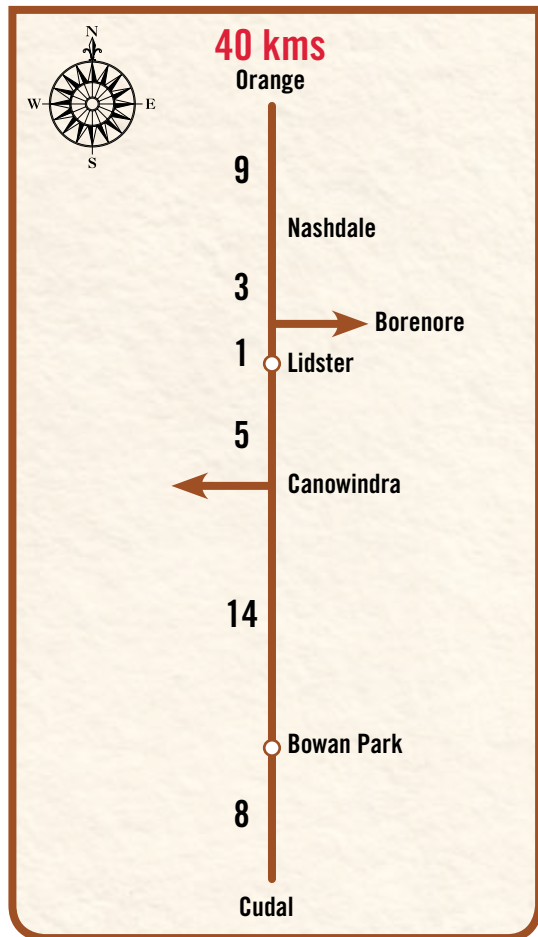 N
W
E
S
40 kms
Orange
9
Nashdale
3
Borenore
1
Lidster
5
Canowindra
14
Bowan Park
8
Cudal